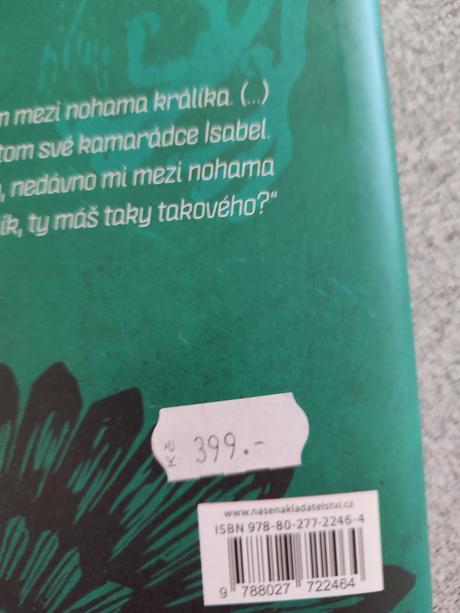 mezi nohama králíka. (...)
tom své kamarádce Isabel.
nedávno mi mezi nohama
ík, ty máš taky takového?“
Kč 399.-
www.nasenakladatelstvi.cz
ISBN 978-80-277-2246-4
9 788027 722464